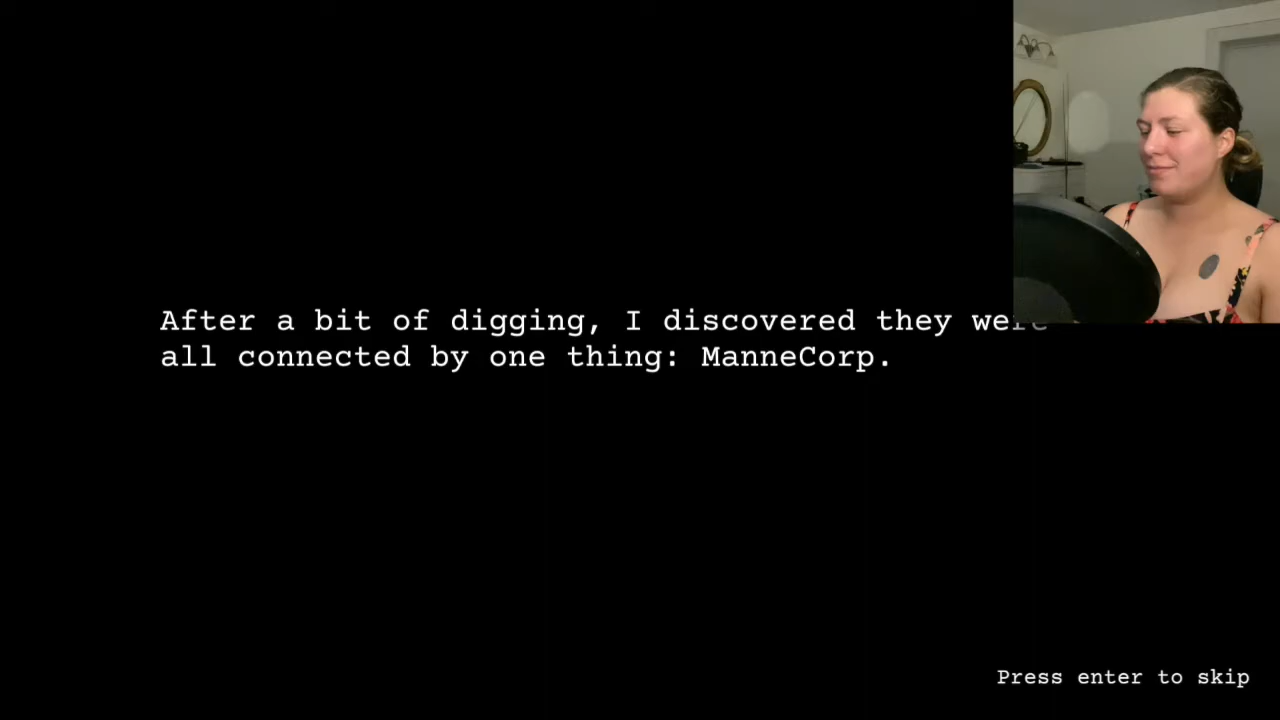 After a bit of digging, I discovered they were
all connected by one thing: ManneCorp.
Press enter to skip